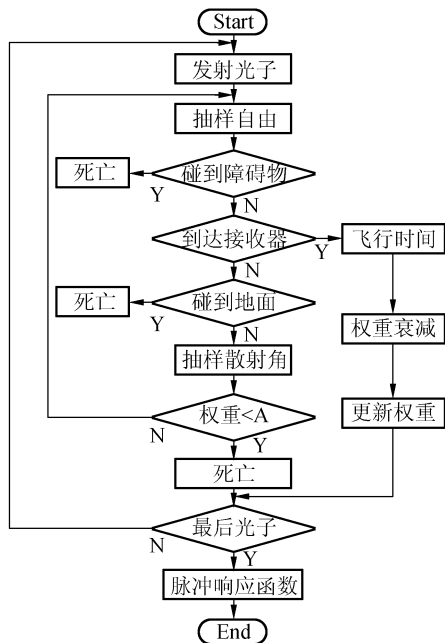 Start
发射光子
抽样自由
死亡
碰到障碍物
Y
N
到达接收器
飞行时间
Y
N
死亡
碰到地面
Y
N
权重衰减
抽样散射角
权重<A
更新权重
N
Y
死亡
最后光子
N
Y
脉冲响应函数
End